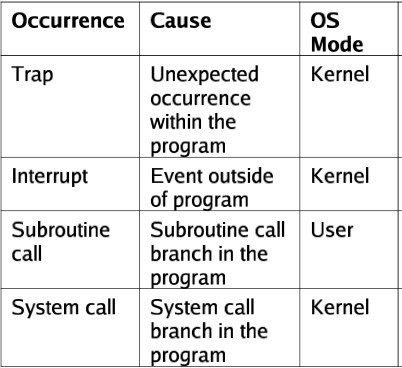 Occurrence Cause OS
Mode
Trap Unexpected Kernel
occurrence
within the
program
Interrupt Event outside Kernel
of program
Subroutine Subroutine call User
call branch in the
program
System call System call Kernel
branch in the
program